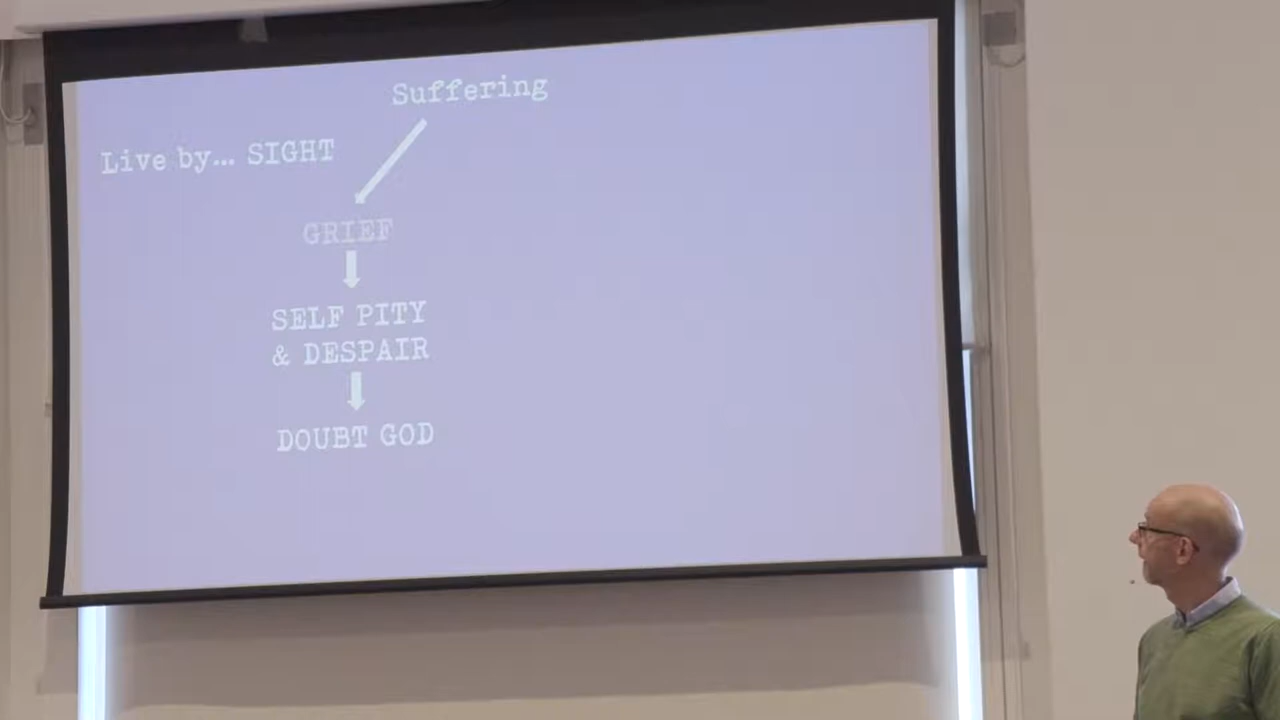 Suffering
Live by... SIGHT
GRIEF
SELF PITY
& DESPAIR
DOUBT GOD